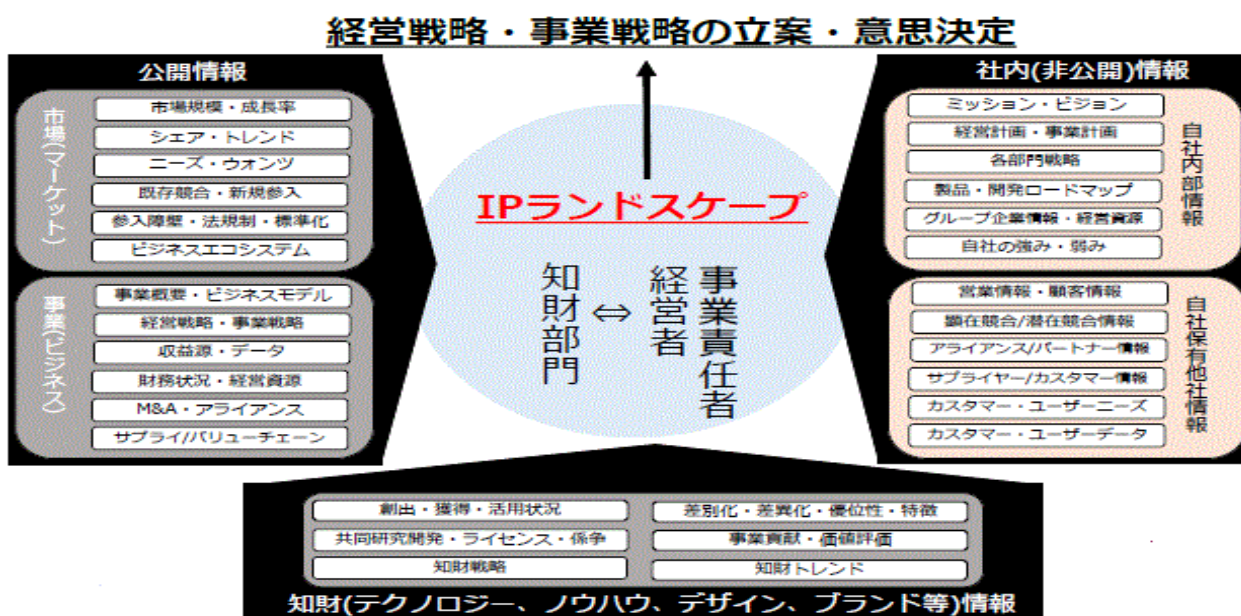 経営戦略・事業戦略の立案・意思決定
公開情報
市場(マーケット)
市場規模・成長率
シェア・トレンド
ニーズ・ウォンツ
既存競合・新規参入
参入障壁・法規制・標準化
ビジネスエコシステム
事業(ビジネス)
事業概要・ビジネスモデル
経営戦略・事業戦略
収益源・データ
財務状況・経営資源
M&A・アライアンス
サプライ/バリューチェーン
IPランドスケープ
知財部門
⇔
経営者
事業責任者
社内(非公開)情報
ミッション・ビジョン
経営計画・事業計画
各部門戦略
製品・開発ロードマップ
グループ企業情報・経営資源
自社の強み・弱み
自社内部情報
営業情報・顧客情報
顕在競合/潜在競合情報
アライアンス/パートナー情報
サプライヤー/カスタマー情報
カスタマー・ユーザーニーズ
カスタマー・ユーザーデータ
自社保有他社情報
創出・獲得・活用状況
差別化・差異化・優位性・特徴
共同研究開発・ライセンス・係争
事業貢献・価値評価
知財戦略
知財トレンド
知財(テクノロジー、ノウハウ、デザイン、ブランド等)情報